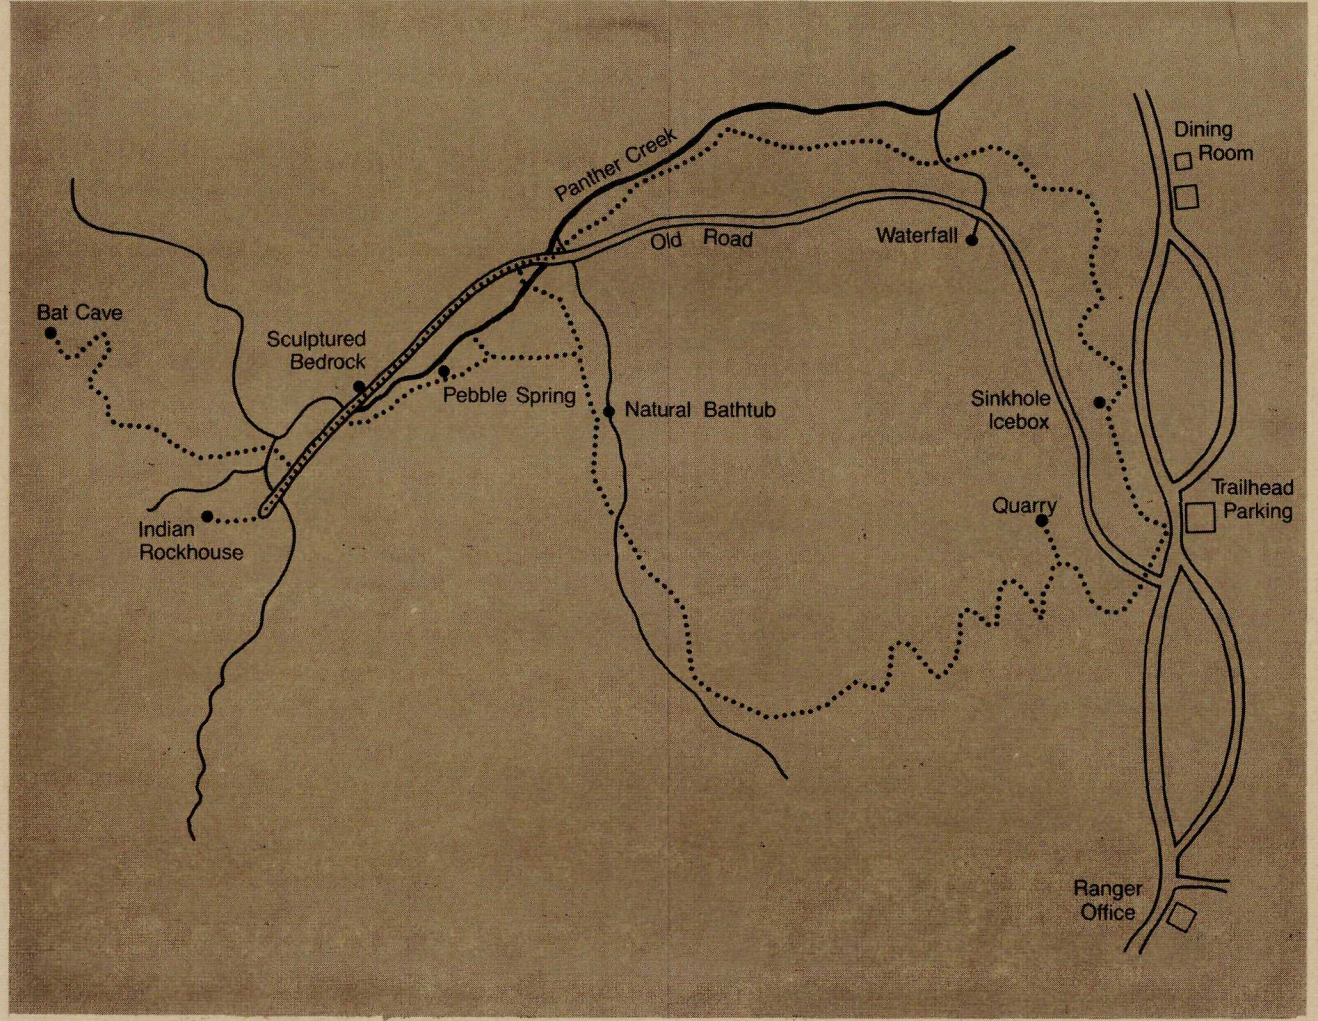 Dining
Room
Panther Creek
Old Road
Waterfall
Bat Cave
Sculptured
Bedrock
Pebble Spring
Natural Bathtub
Sinkhole
Icebox
Quarry
Trailhead
Parking
Indian
Rockhouse
Ranger
Office